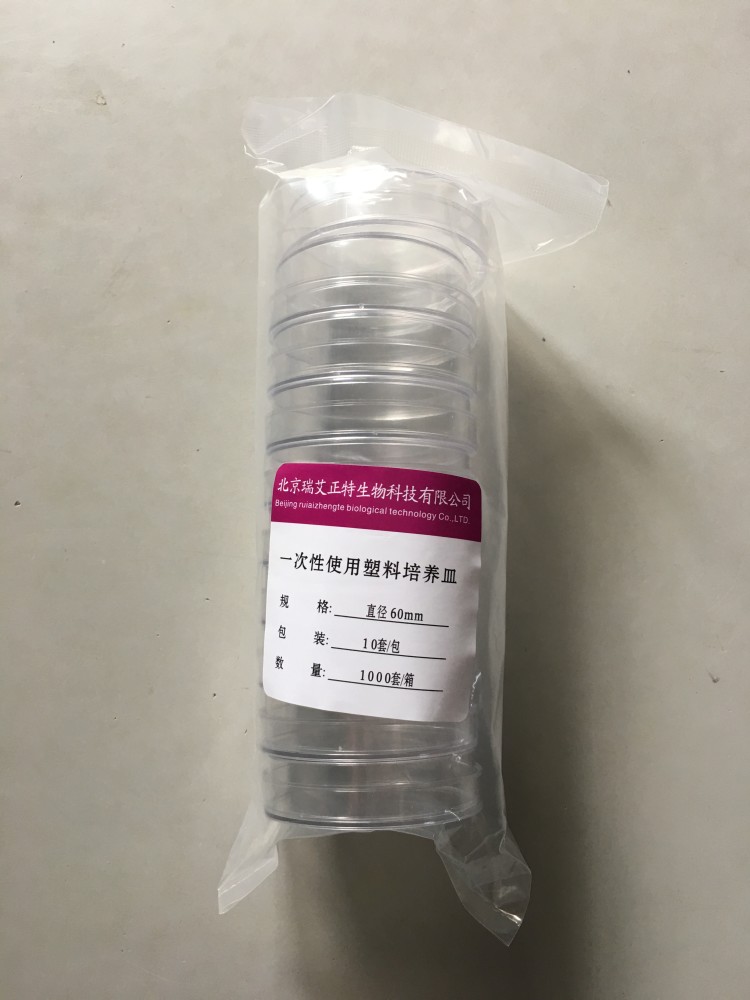 北京瑞艾正特生物科技有限公司
Beijing ruiaizhengte biological technology Co.,LTD.
一次性使用塑料培养皿
规 格: 直径60mm
包 装: 10套/包
数 量: 1000套/箱